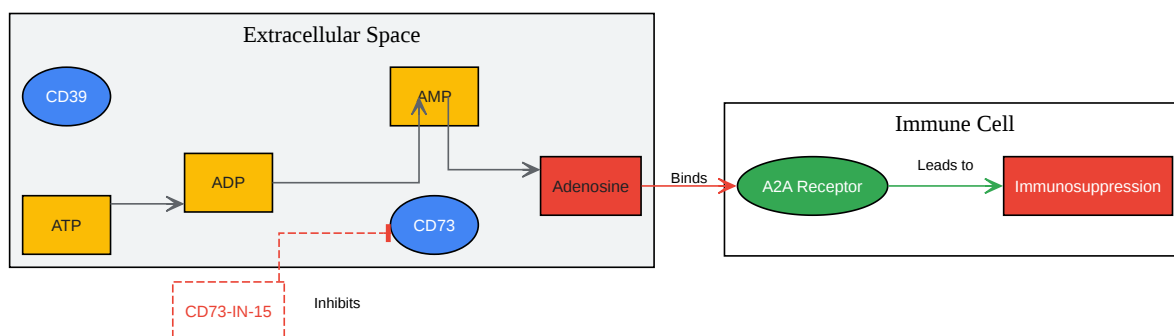 Extracellular Space
CD39
AMP
ADP
Adenosine
ATP
CD73
CD73-IN-15
Inhibits
Binds
Immune Cell
A2A Receptor
Leads to
Immunosuppression